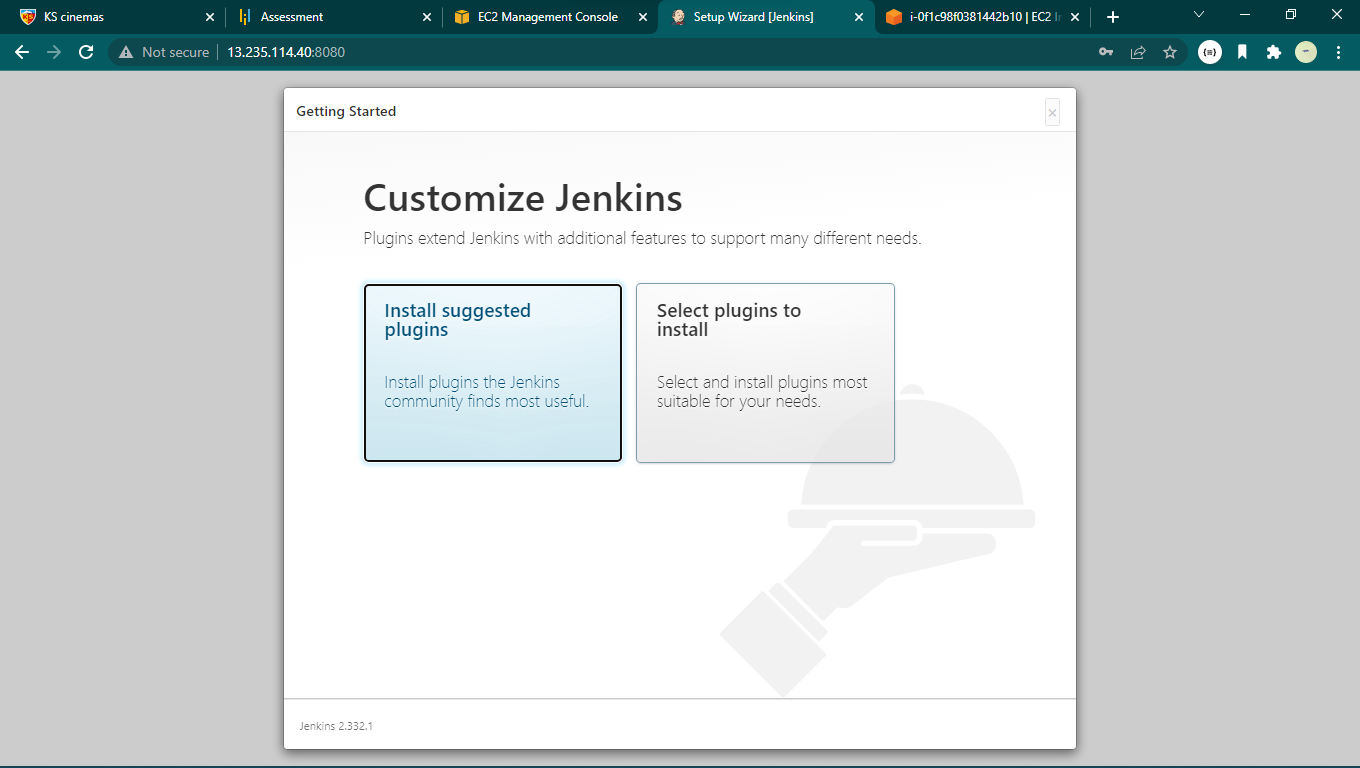 KS cinemas
Assessment
EC2 Management Console
Setup Wizard [Jenkins]
i-0f1c98f0381442b10 | EC2 In
Not secure
13.235.114.40:8080
Getting Started
Customize Jenkins
Plugins extend Jenkins with additional features to support many different needs.
Install suggested
plugins
Install plugins the Jenkins
community finds most useful.
Select plugins to
install
Select and install plugins most
suitable for your needs.
Jenkins 2.332.1